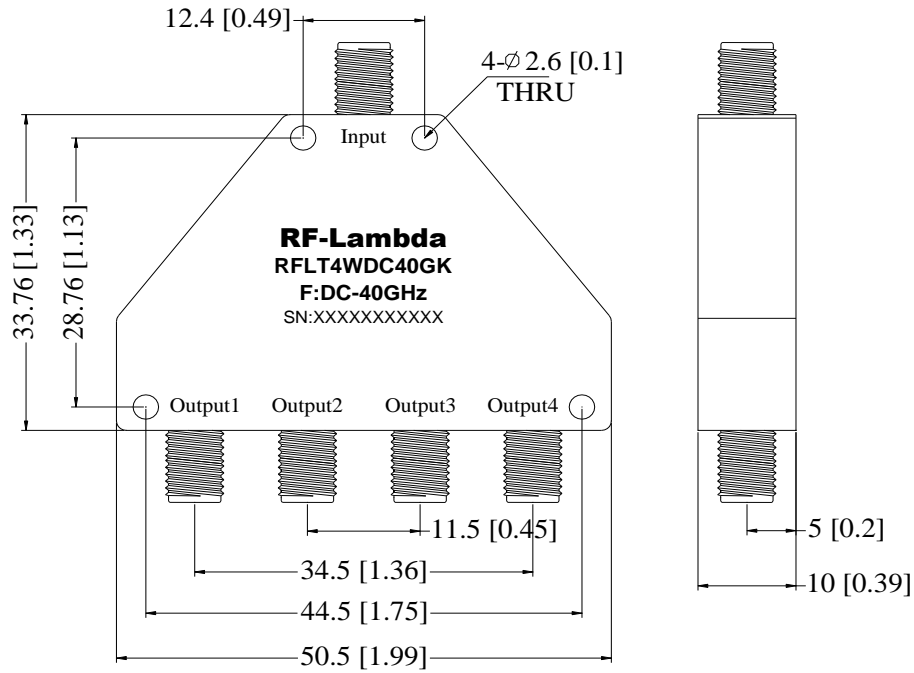 12.4 [0.49]
4-∅ 2.6 [0.1]
THRU
Input
33.76 [1.33]
28.76 [1.13]
RF-Lambda
RFLT4WDC40GK
F:DC-40GHz
SN:XXXXXXXXXXX
Output1 Output2 Output3 Output4
11.5 [0.45]
34.5 [1.36]
44.5 [1.75]
50.5 [1.99]
5 [0.2]
10 [0.39]